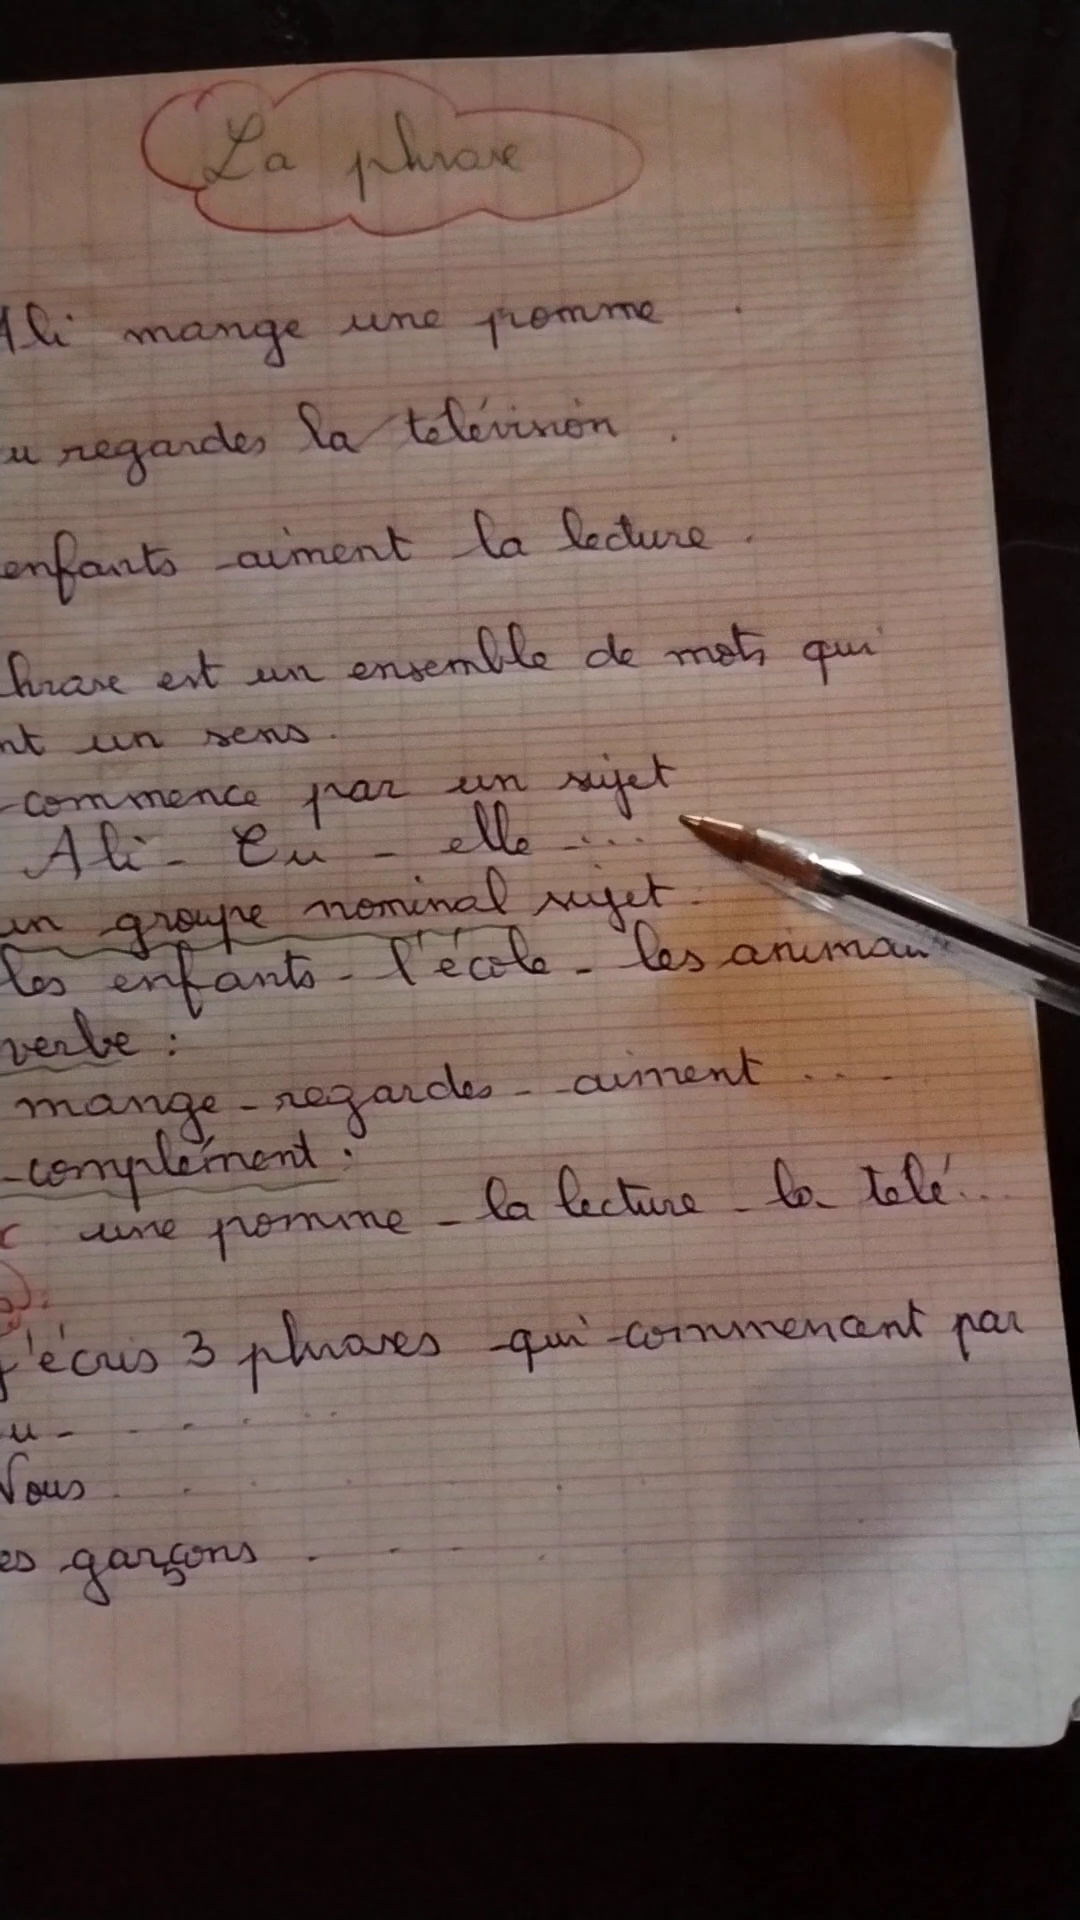 La phrase
Ali mange une pomme .
u regardes la télévision .
enfants aiment la lecture .
hrase est un ensemble de mots qui
nt un sens.
commence par un sujet
Ali - Tu - elle - ...
un groupe nominal sujet :
les enfants - l'école - les animau
verbe :
mange - regardes - aiment ....
complément :
une pomme - la lecture - la télé...
j'écris 3 phrases qui commencent par
u - . . . .
Vous . . . .
es garçons . . . .